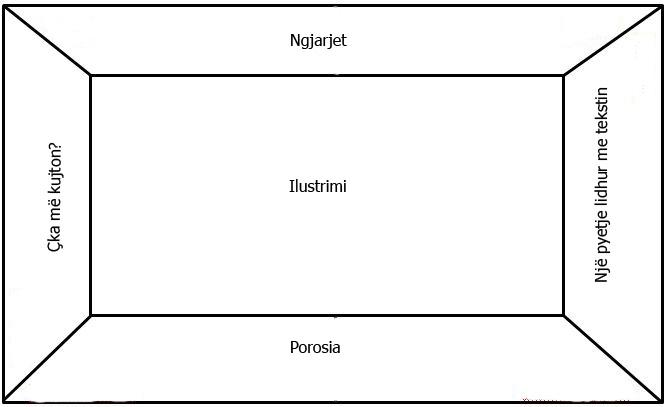 Ngjarjet
Çka më kujton?
Ilustrimi
Një pyetje lidhur me tekstin
Porosia